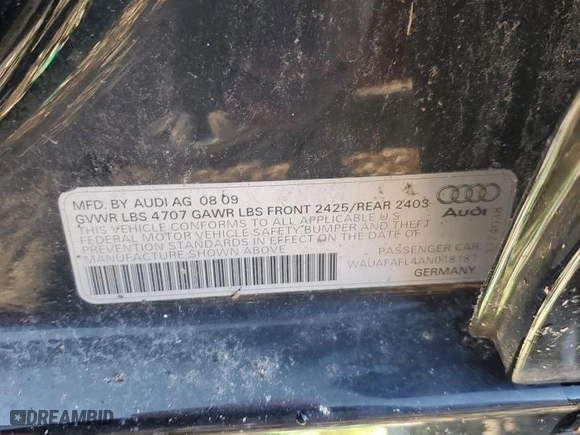 MFD. BY AUDI AG 08 09
GVWR LBS 4707 GAWR LBS FRONT 2425/REAR 2403
THIS VEHICLE CONFORMS TO ALL APPLICABLE U S
FEDERAL MOTOR VEHICLE SAFETY, BUMPER AND THEFT
PREVENTION STANDARDS IN EFFECT ON THE DATE OF
MANUFACTURE SHOWN ABOVE
Audi
PASSENGER CAR
GERMANY
DREAMBID